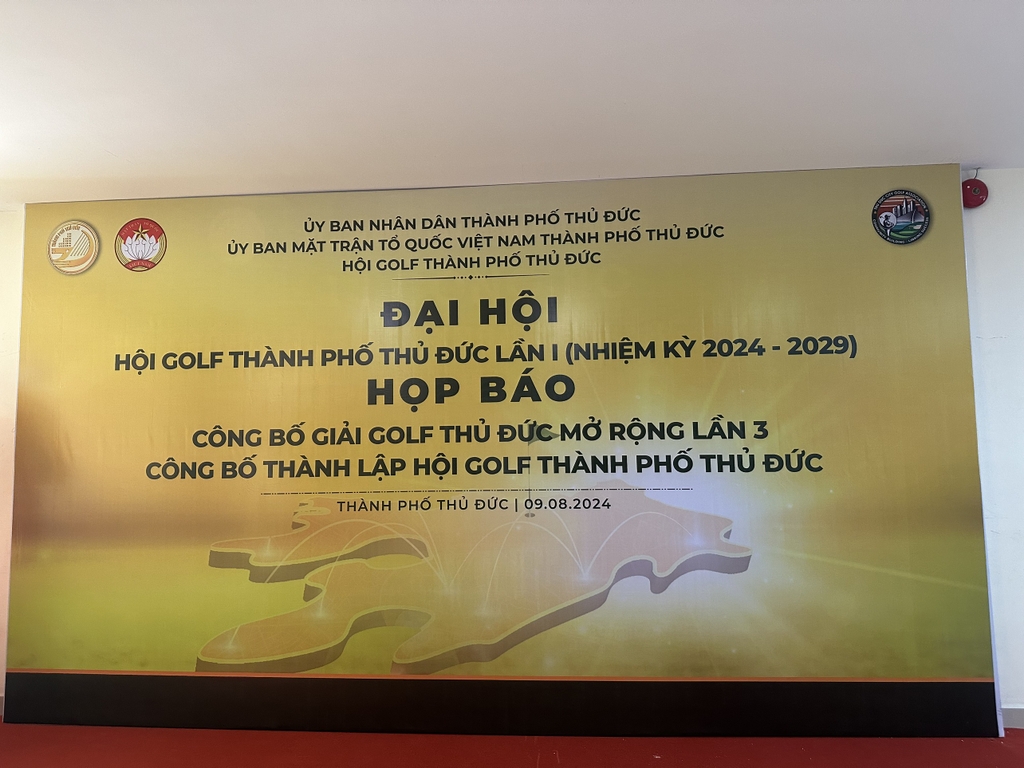 ỦY BAN NHÂN DÂN THÀNH PHỐ THỦ ĐỨC
ỦY BAN MẶT TRẬN TỔ QUỐC VIỆT NAM THÀNH PHỐ THỦ ĐỨC
HỘI GOLF THÀNH PHỐ THỦ ĐỨC
ĐẠI HỘI
HỘI GOLF THÀNH PHỐ THỦ ĐỨC LẦN I (NHIỆM KỲ 2024 - 2029)
HỌP BÁO
CÔNG BỐ GIẢI GOLF THỦ ĐỨC MỞ RỘNG LẦN 3
CÔNG BỐ THÀNH LẬP HỘI GOLF THÀNH PHỐ THỦ ĐỨC
THÀNH PHỐ THỦ ĐỨC | 09.08.2024